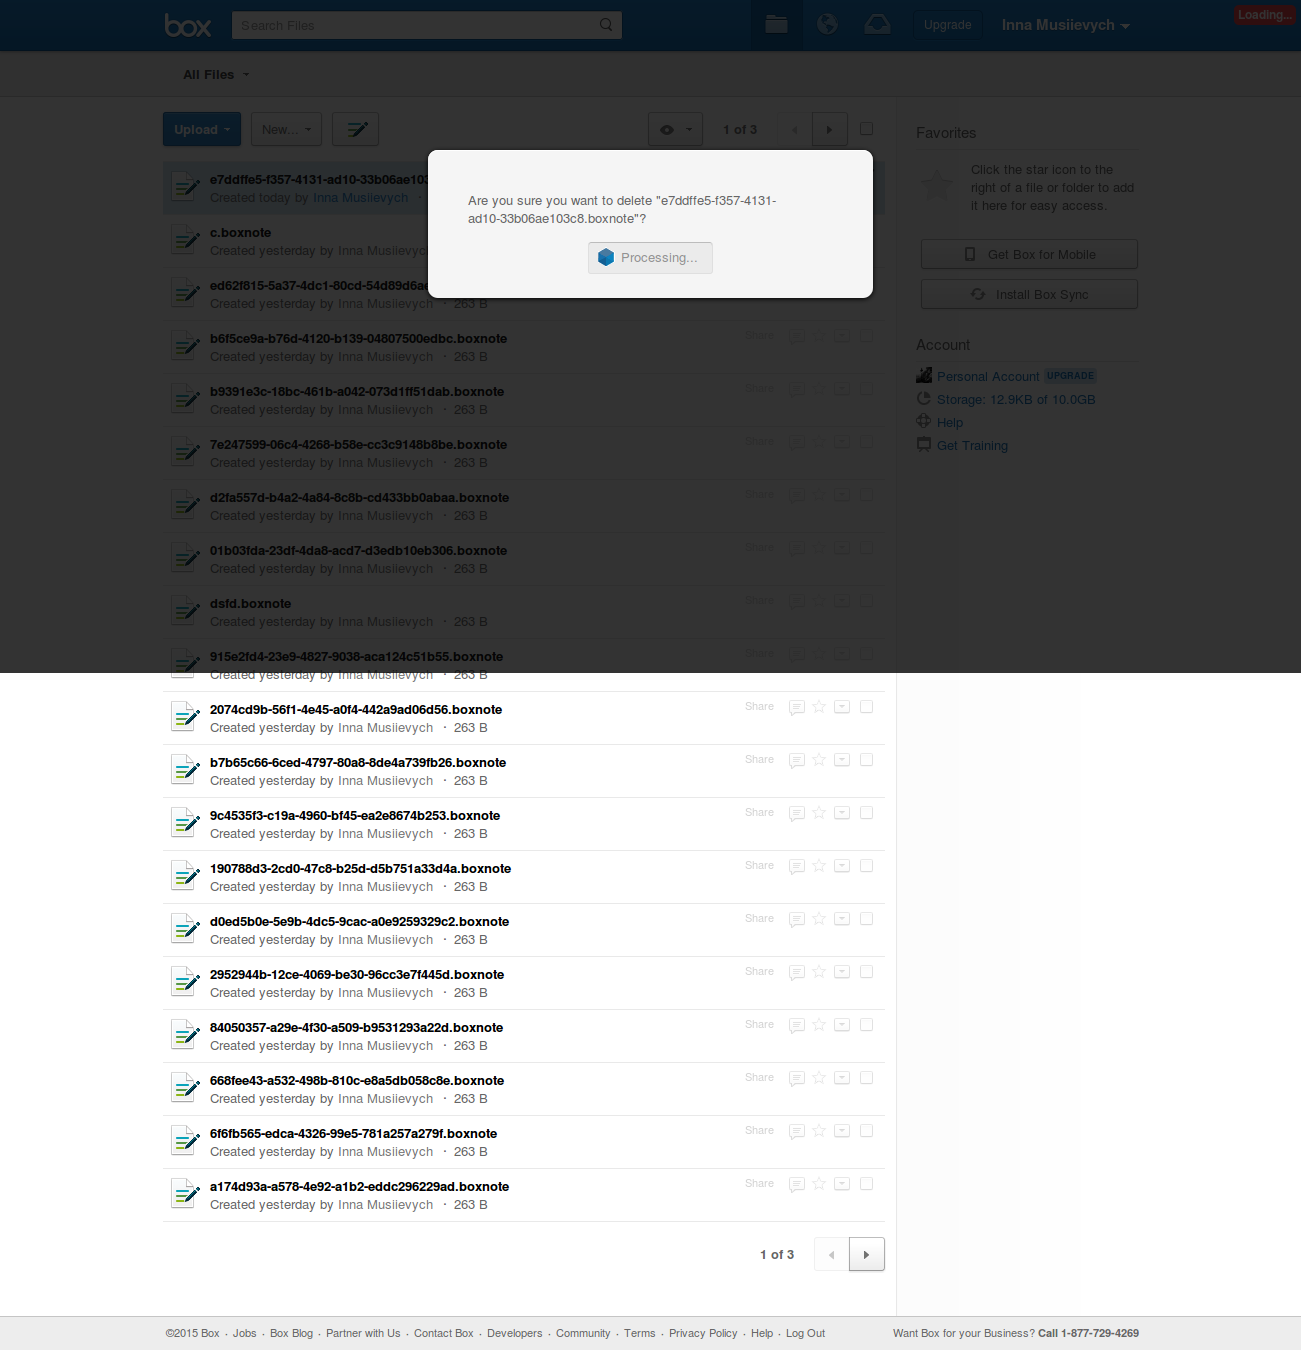 box
Search Files
Upgrade
Inna Musiievych
Loading...
All Files
Upload
New...
1 of 3
e7ddffe5-f357-4131-ad10-33b06ae103
Created today by Inna Musiievych ·
c.boxnote
Created yesterday by Inna Musiievych
ed62f815-5a37-4dc1-80cd-54d89d6ae
Created yesterday by Inna Musiievych · 263 B
Are you sure you want to delete "e7ddffe5-f357-4131-
ad10-33b06ae103c8.boxnote"?
Processing...
b6f5ce9a-b76d-4120-b139-04807500edbc.boxnote
Share
Created yesterday by Inna Musiievych · 263 B
b9391e3c-18bc-461b-a042-073d1ff51dab.boxnote
Share
Created yesterday by Inna Musiievych · 263 B
7e247599-06c4-4268-b58e-cc3c9148b8be.boxnote
Share
Created yesterday by Inna Musiievych · 263 B
d2fa557d-b4a2-4a84-8c8b-cd433bb0abaa.boxnote
Share
Created yesterday by Inna Musiievych · 263 B
01b03fda-23df-4da8-acd7-d3edb10eb306.boxnote
Share
Created yesterday by Inna Musiievych · 263 B
dsfd.boxnote
Share
Created yesterday by Inna Musiievych · 263 B
915e2fd4-23e9-4827-9038-aca124c51b55.boxnote
Share
Created yesterday by Inna Musiievych · 263 B
2074cd9b-56f1-4e45-a0f4-442a9ad06d56.boxnote
Share
Created yesterday by Inna Musiievych · 263 B
b7b65c66-6ced-4797-80a8-8de4a739fb26.boxnote
Share
Created yesterday by Inna Musiievych · 263 B
9c4535f3-c19a-4960-bf45-ea2e8674b253.boxnote
Share
Created yesterday by Inna Musiievych · 263 B
190788d3-2cd0-47c8-b25d-d5b751a33d4a.boxnote
Share
Created yesterday by Inna Musiievych · 263 B
d0ed5b0e-5e9b-4dc5-9cac-a0e9259329c2.boxnote
Share
Created yesterday by Inna Musiievych · 263 B
2952944b-12ce-4069-be30-96cc3e7f445d.boxnote
Share
Created yesterday by Inna Musiievych · 263 B
84050357-a29e-4f30-a509-b9531293a22d.boxnote
Share
Created yesterday by Inna Musiievych · 263 B
668fee43-a532-498b-810c-e8a5db058c8e.boxnote
Share
Created yesterday by Inna Musiievych · 263 B
6f6fb565-edca-4326-99e5-781a257a279f.boxnote
Share
Created yesterday by Inna Musiievych · 263 B
a174d93a-a578-4e92-a1b2-eddc296229ad.boxnote
Share
Created yesterday by Inna Musiievych · 263 B
1 of 3
Favorites
Click the star icon to the
right of a file or folder to add
it here for easy access.
Get Box for Mobile
Install Box Sync
Account
Personal Account UPGRADE
Storage: 12.9KB of 10.0GB
Help
Get Training
©2015 Box · Jobs · Box Blog · Partner with Us · Contact Box · Developers · Community · Terms · Privacy Policy · Help · Log Out
Want Box for your Business? Call 1-877-729-4269